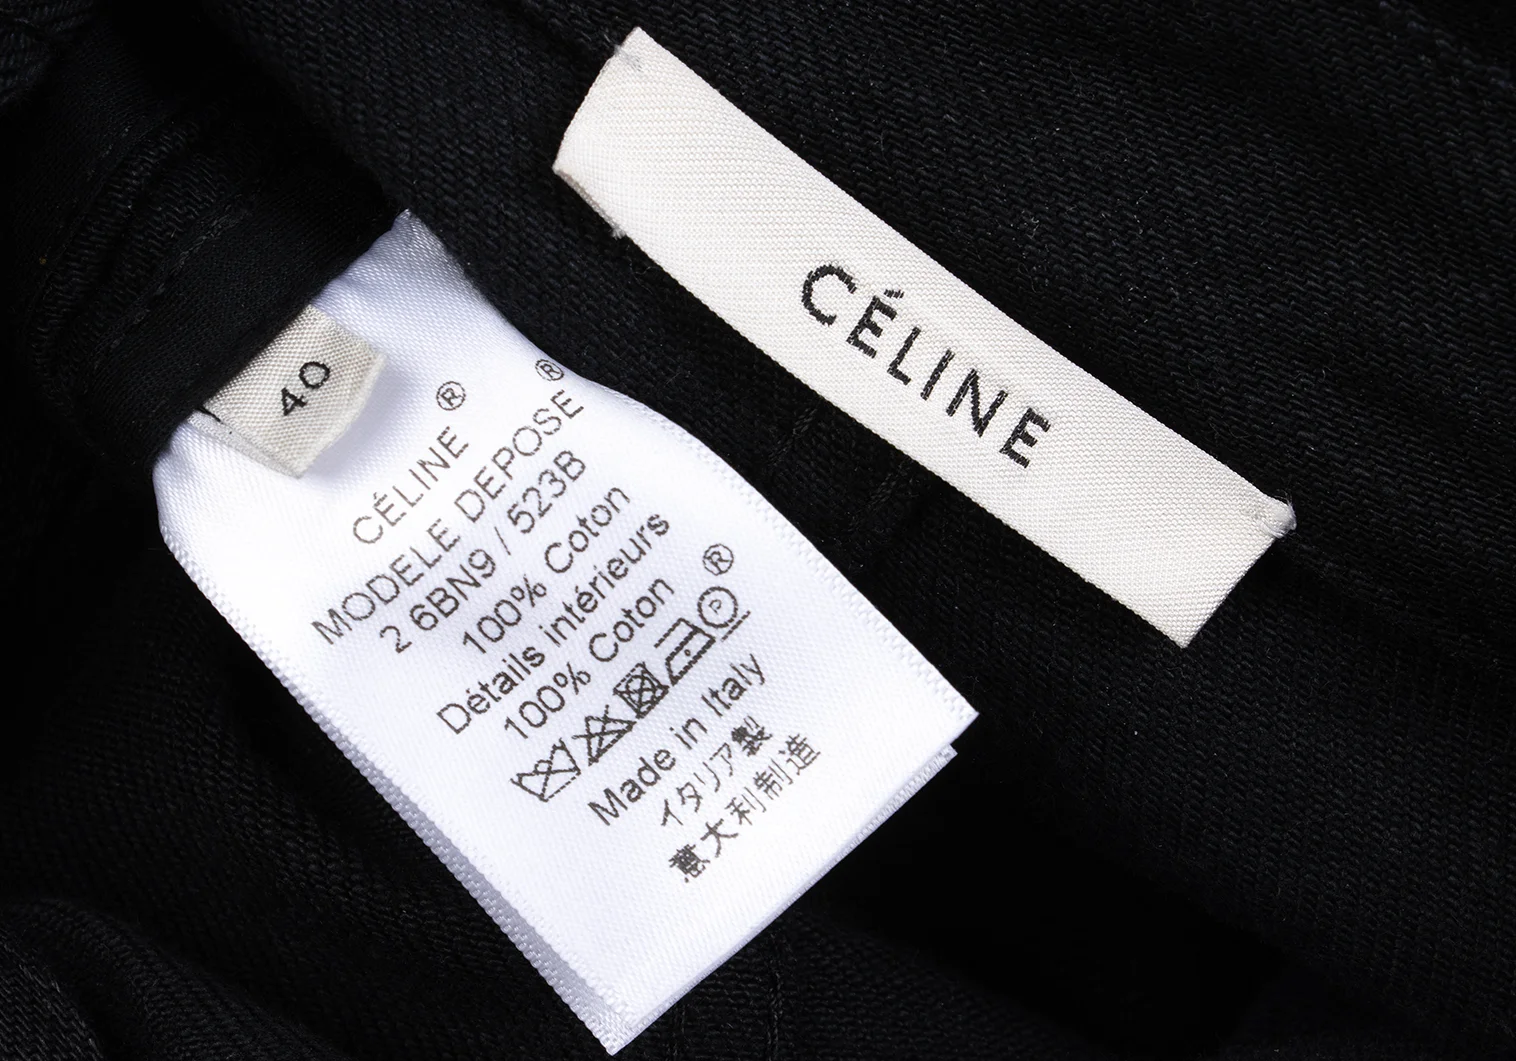 CÉLINE
40
CÉLINE ®
MODELE DEPOSE ®
2 6BN9 / 523B
100% Coton
Détails intérieurs
100% Coton ®
Made in Italy
イタリア製
意大利制造